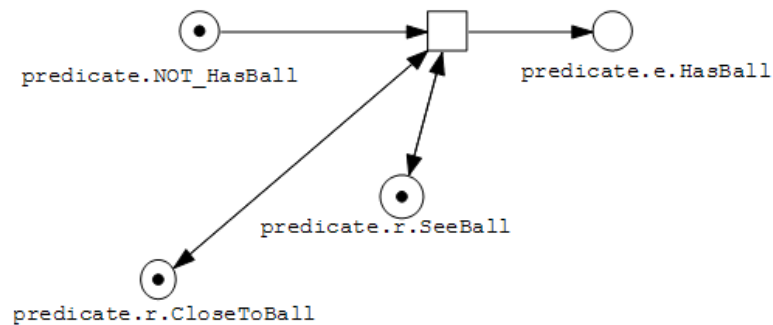 predicate.NOT_HasBall
predicate.e.HasBall
predicate.r.SeeBall
predicate.r.CloseToBall